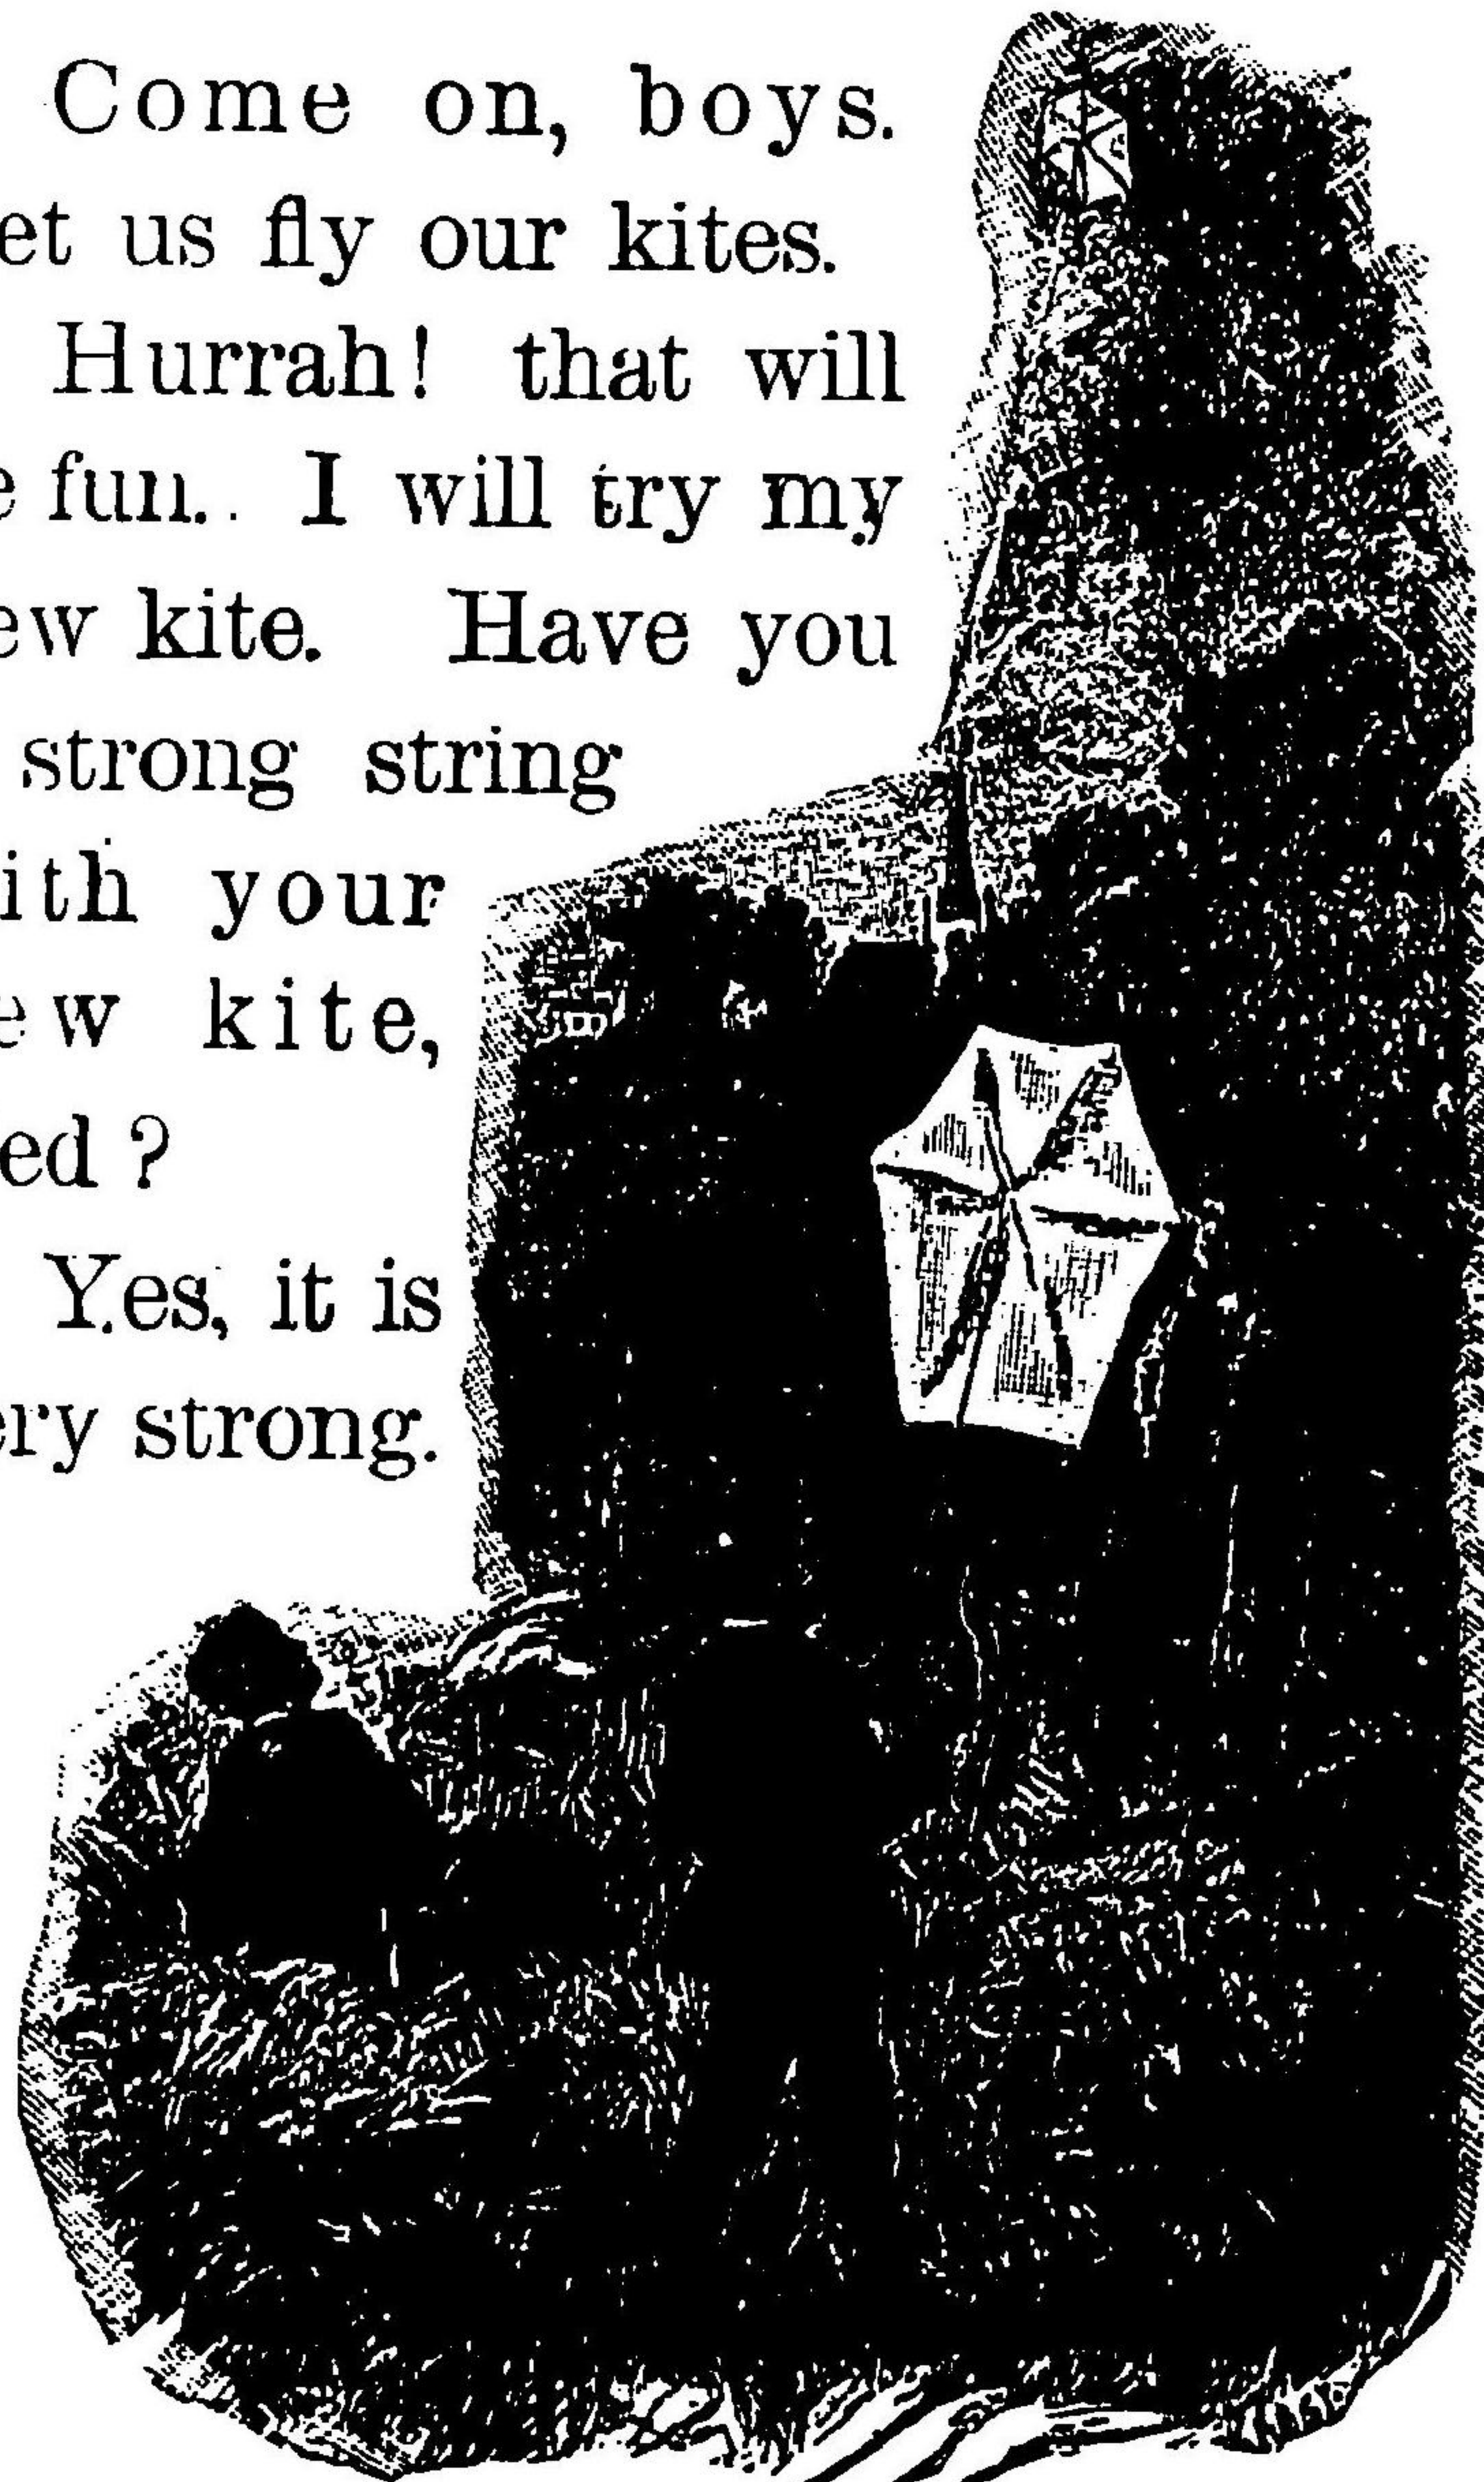 Come on, boys.
et us fly our kites.
Hurrah! that will
e fun. I will try my
ew kite. Have you
strong string
ith your
ew kite,
ed?
Yes, it is
ery strong.